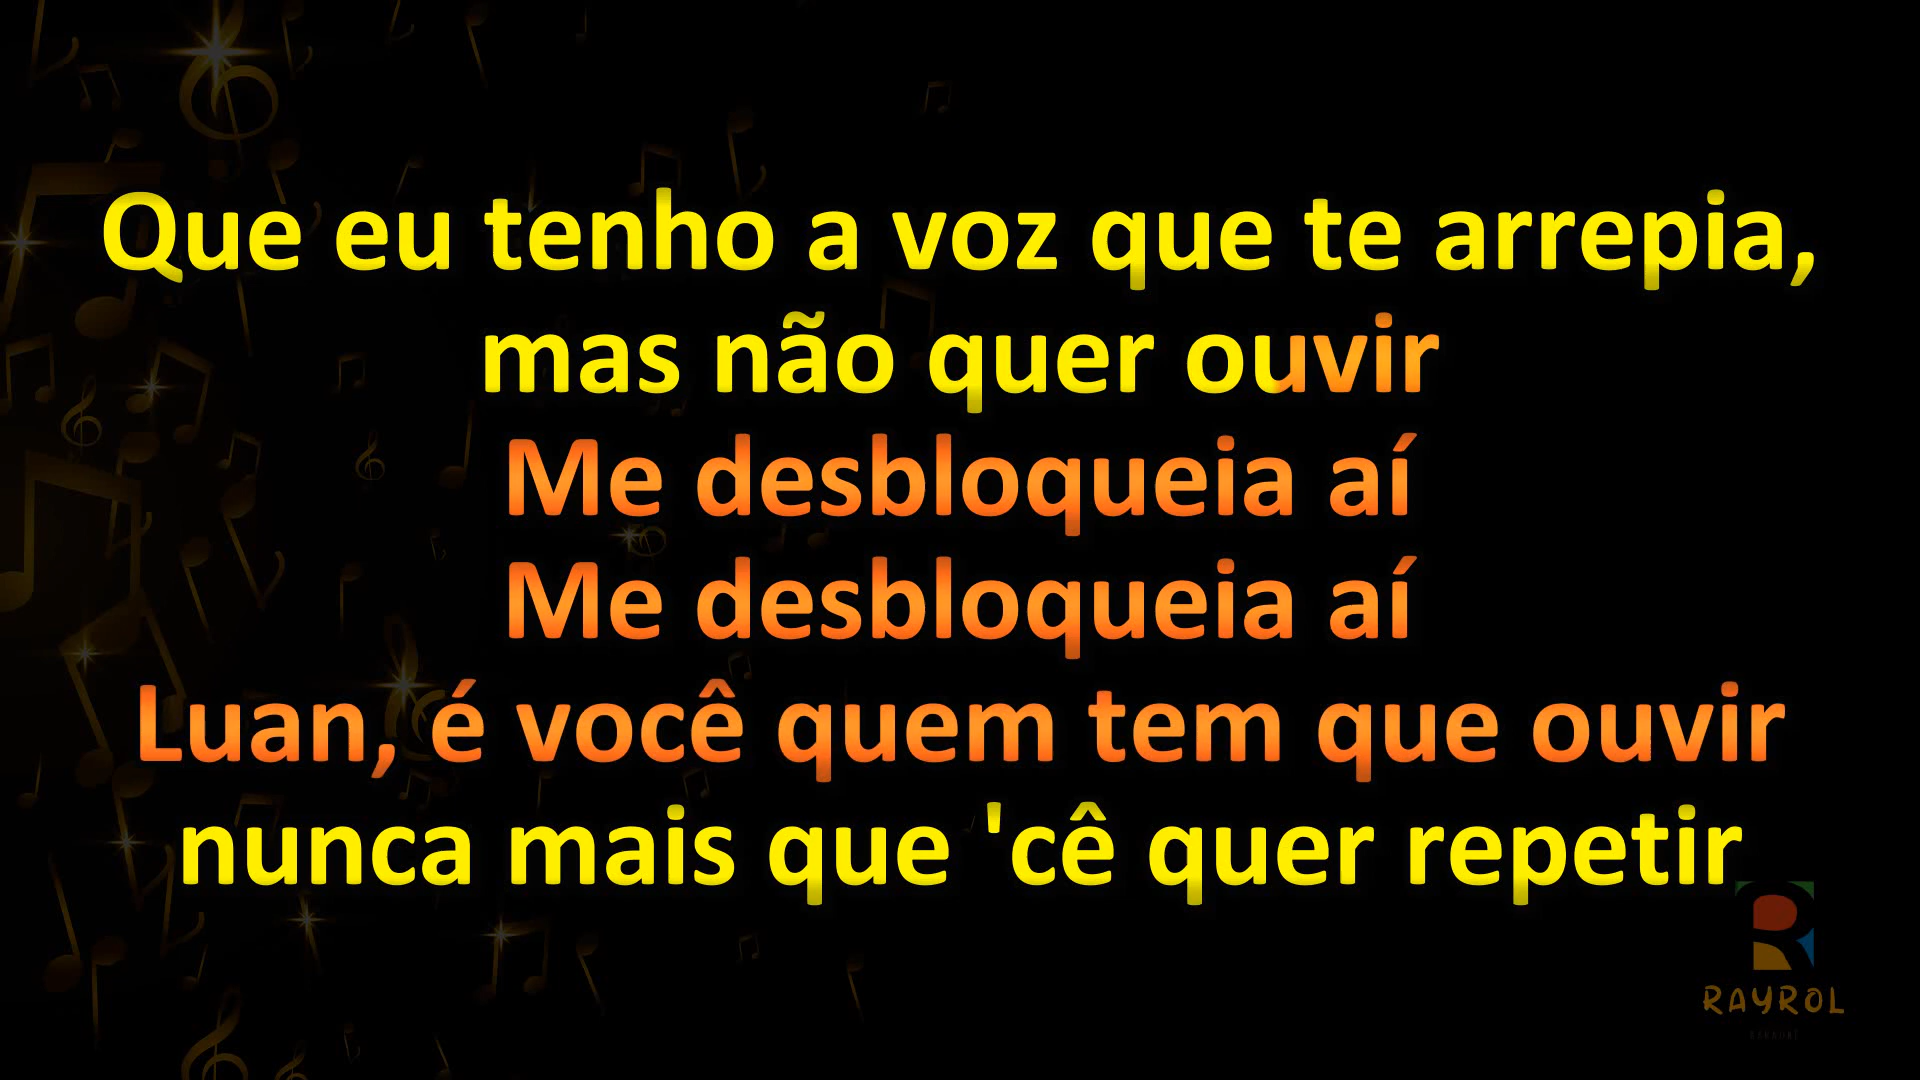 Que eu tenho a voz que te arrepia,
mas não quer ouvir
Me desbloqueia aí
Me desbloqueia aí
Luan, é você quem tem que ouvir
nunca mais que 'cê quer repetir
RAYROL
KARAOKÊ